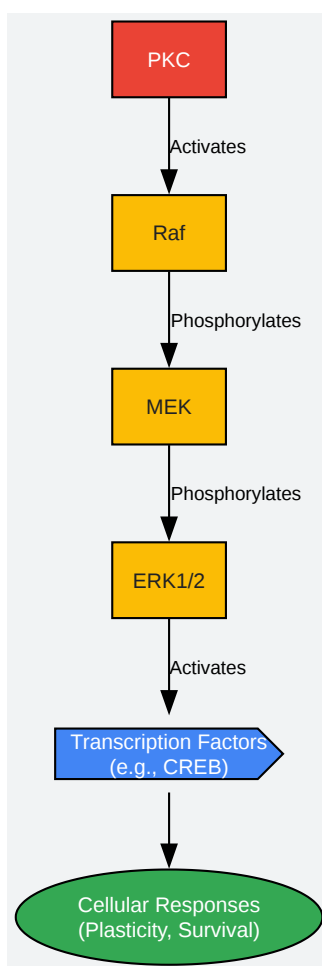 PKC
Activates
Raf
Phosphorylates
MEK
Phosphorylates
ERK1/2
Activates
Transcription Factors
(e.g., CREB)
Cellular Responses
(Plasticity, Survival)